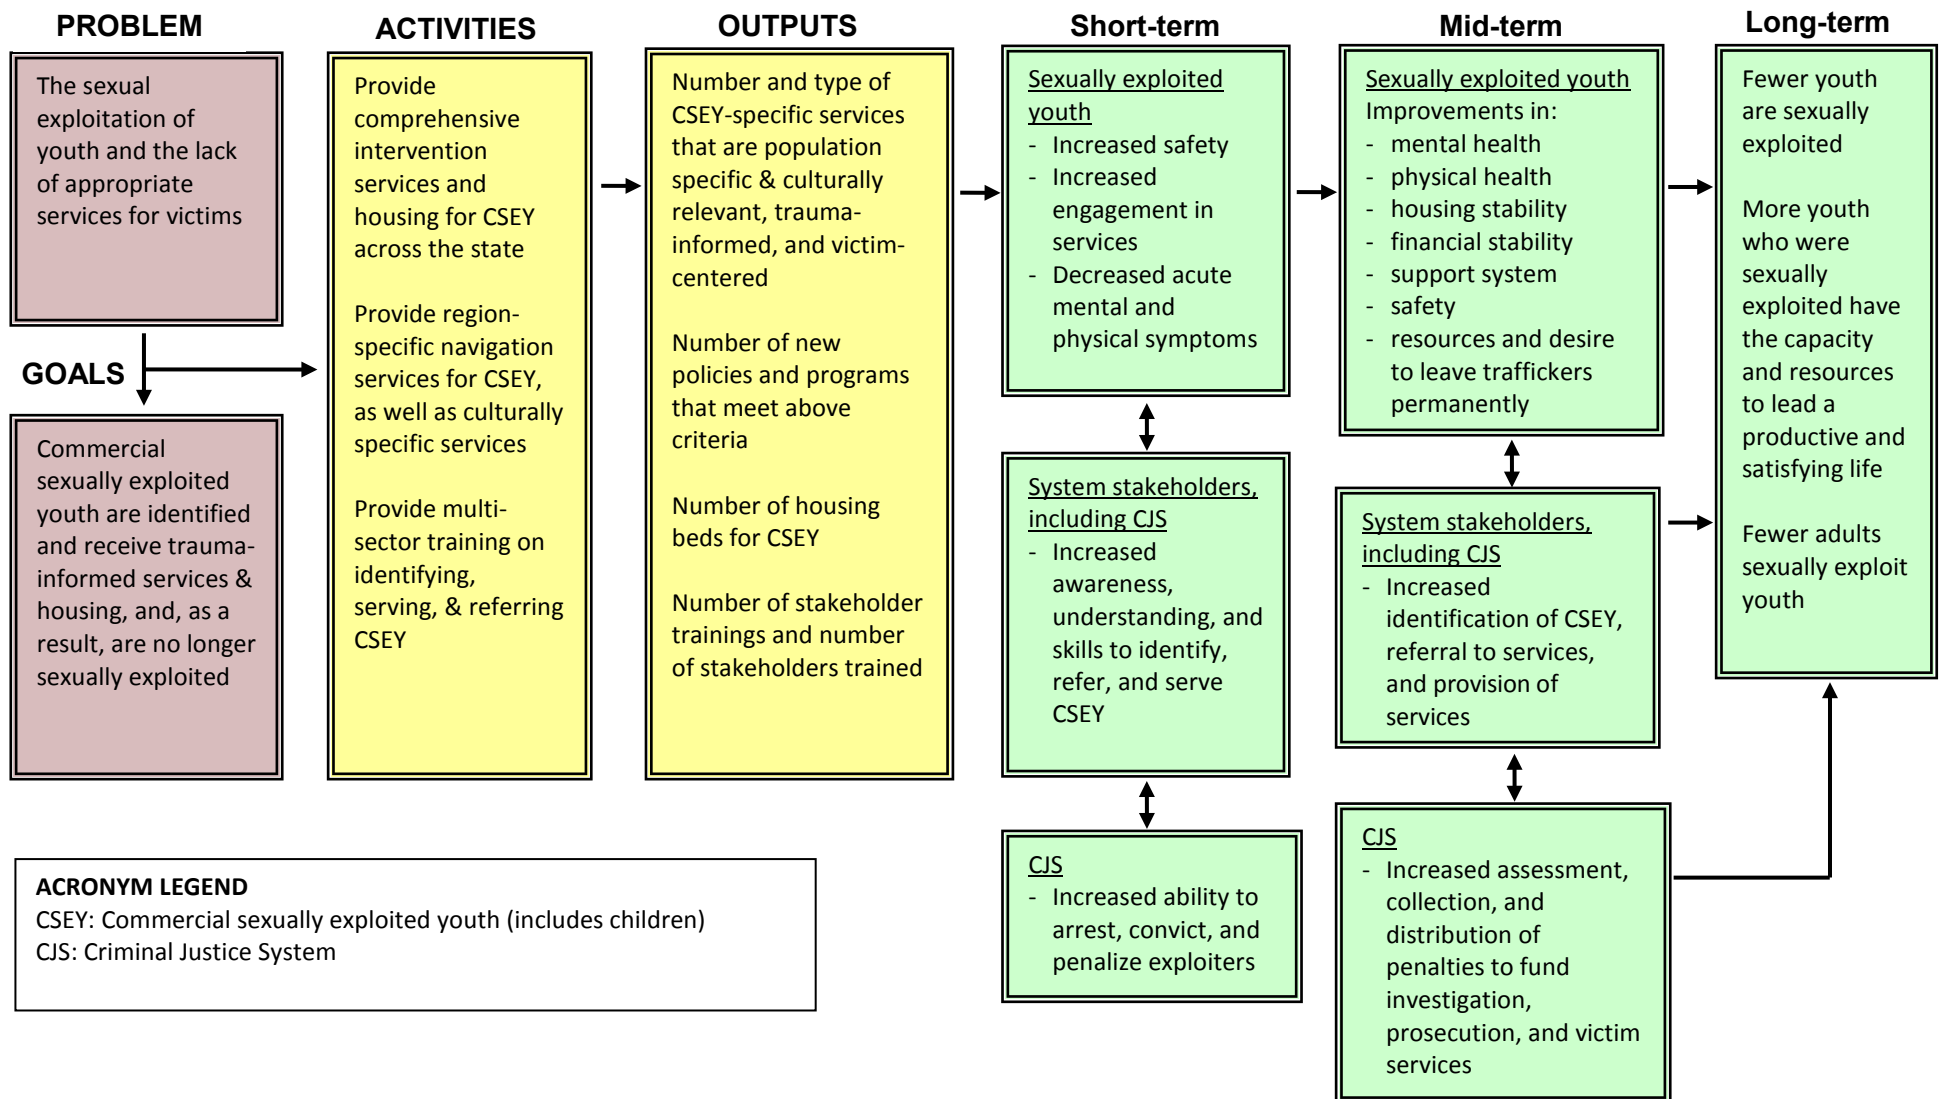 PROBLEM
The sexual
exploitation of
youth and the lack
of appropriate
services for victims
GOALS
Commercial
sexually exploited
youth are identified
and receive trauma-
informed services &
housing, and, as a
result, are no longer
sexually exploited
ACTIVITIES
Provide
comprehensive
intervention
services and
housing for CSEY
across the state
Provide region-
specific navigation
services for CSEY,
as well as culturally
specific services
Provide multi-
sector training on
identifying,
serving, & referring
CSEY
OUTPUTS
Number and type of
CSEY-specific services
that are population
specific & culturally
relevant, trauma-
informed, and victim-
centered
Number of new
policies and programs
that meet above
criteria
Number of housing
beds for CSEY
Number of stakeholder
trainings and number
of stakeholders trained
Short-term
Sexually exploited
youth
- Increased safety
- Increased
engagement in
services
- Decreased acute
mental and
physical symptoms
System stakeholders,
including CJS
- Increased
awareness,
understanding, and
skills to identify,
refer, and serve
CSEY
CJS
- Increased ability to
arrest, convict, and
penalize exploiters
Mid-term
Sexually exploited youth
Improvements in:
- mental health
- physical health
- housing stability
- financial stability
- support system
- safety
- resources and desire
to leave traffickers
permanently
System stakeholders,
including CJS
- Increased
identification of CSEY,
referral to services,
and provision of
services
CJS
- Increased assessment,
collection, and
distribution of
penalties to fund
investigation,
prosecution, and victim
services
Long-term
Fewer youth
are sexually
exploited
More youth
who were
sexually
exploited have
the capacity
and resources
to lead a
productive and
satisfying life
Fewer adults
sexually exploit
youth
ACRONYM LEGEND
CSEY: Commercial sexually exploited youth (includes children)
CJS: Criminal Justice System